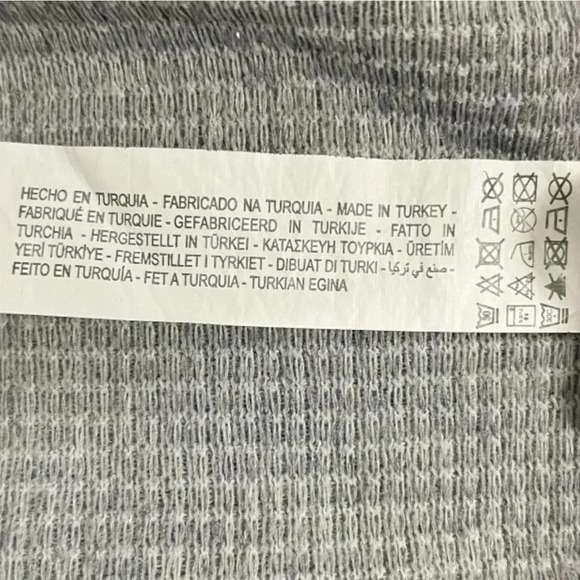 HECHO EN TURQUIA - FABRICADO NA TURQUIA - MADE IN TURKEY -
FABRIQUÉ EN TURQUIE - GEFABRICEERD IN TURKIJE - FATTO IN
TURCHIA - HERGESTELLT IN TÜRKEI - ΚΑΤΑΣΚΕΥΗ ΤΟΥΡΚΙΑ - ÜRETİM
YERİ TÜRKİYE - FREMSTILLET I TYRKIET - DIBUAT DI TURKI - صنع في تركيا -
FEITO EN TURQUÍA - FET A TURQUIA - TURKIAN EGINA